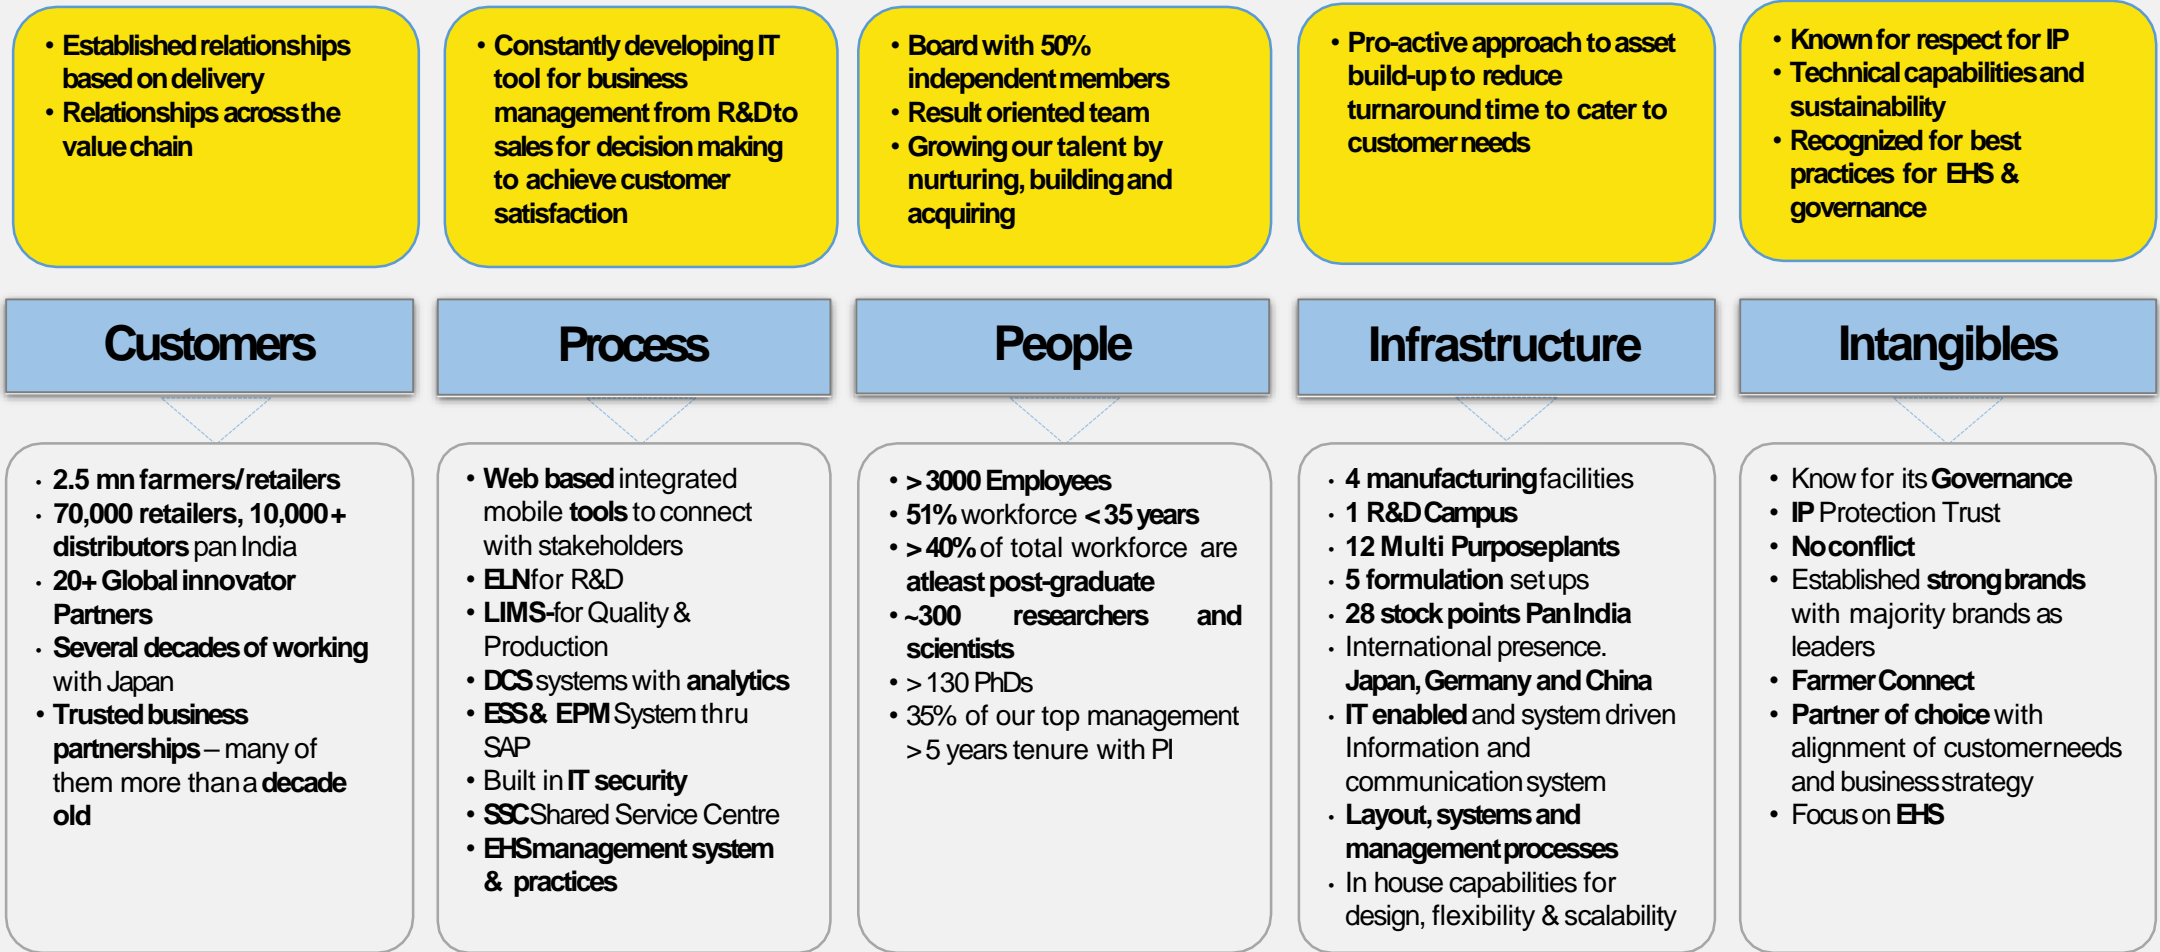 • Established relationships
based on delivery
• Relationships across the
value chain
• Constantly developing IT
tool for business
management from R&D to
sales for decision making
to achieve customer
satisfaction
• Board with 50%
independent members
• Result oriented team
• Growing our talent by
nurturing, building and
acquiring
• Pro-active approach to asset
build-up to reduce
turnaround time to cater to
customer needs
• Known for respect for IP
• Technical capabilities and
sustainability
• Recognized for best
practices for EHS &
governance
Customers
Process
People
Infrastructure
Intangibles
• 2.5 mn farmers/retailers
• 70,000 retailers, 10,000+
distributors pan India
• 20+ Global innovator
Partners
• Several decades of working
with Japan
• Trusted business
partnerships – many of
them more than a decade
old
• Web based integrated
mobile tools to connect
with stakeholders
• ELN for R&D
• LIMS-for Quality &
Production
• DCS systems with analytics
• ESS & EPM System thru
SAP
• Built in IT security
• SSC Shared Service Centre
• EHS management system
& practices
• > 3000 Employees
• 51% workforce < 35 years
• > 40% of total workforce are
atleast post-graduate
• ~300 researchers and
scientists
• > 130 PhDs
• 35% of our top management
> 5 years tenure with PI
• 4 manufacturing facilities
• 1 R&D Campus
• 12 Multi Purpose plants
• 5 formulation set ups
• 28 stock points Pan India
• International presence.
Japan, Germany and China
• IT enabled and system driven
Information and
communication system
• Layout, systems and
management processes
• In house capabilities for
design, flexibility & scalability
• Know for its Governance
• IP Protection Trust
• No conflict
• Established strong brands
with majority brands as
leaders
• Farmer Connect
• Partner of choice with
alignment of customer needs
and business strategy
• Focus on EHS